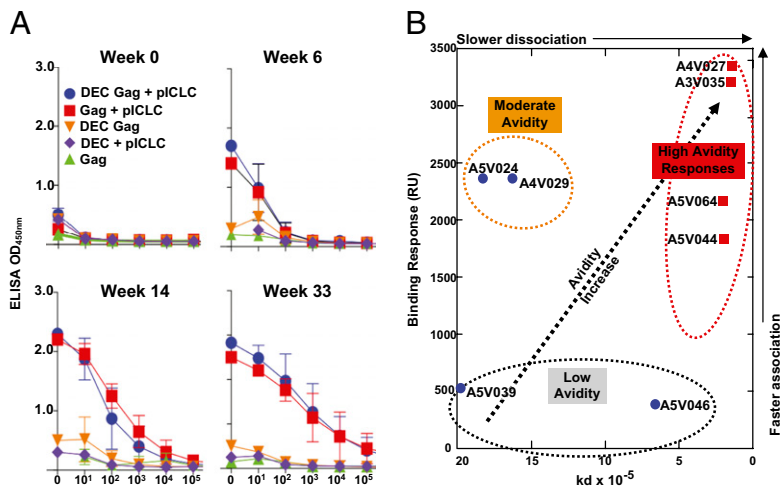 A
Week 0
Week 6
3.0
2.0
1.0
DEC Gag + pICLC
Gag + pICLC
DEC Gag
DEC + pICLC
Gag
ELISA OD450nm
Week 14
Week 33
3.0
2.0
1.0
0 10¹ 10² 10³ 10⁴ 10⁵
0 10¹ 10² 10³ 10⁴ 10⁵
B
Slower dissociation
3500
3000
2500
2000
1500
1000
500
0
Binding Response (RU)
A4V027
A3V035
Moderate
Avidity
High Avidity
Responses
A5V024
A4V029
A5V064
A5V044
Avidity
Increase
Low
Avidity
A5V039
A5V046
20 15 10 5 0
kd x 10⁻⁵
Faster association